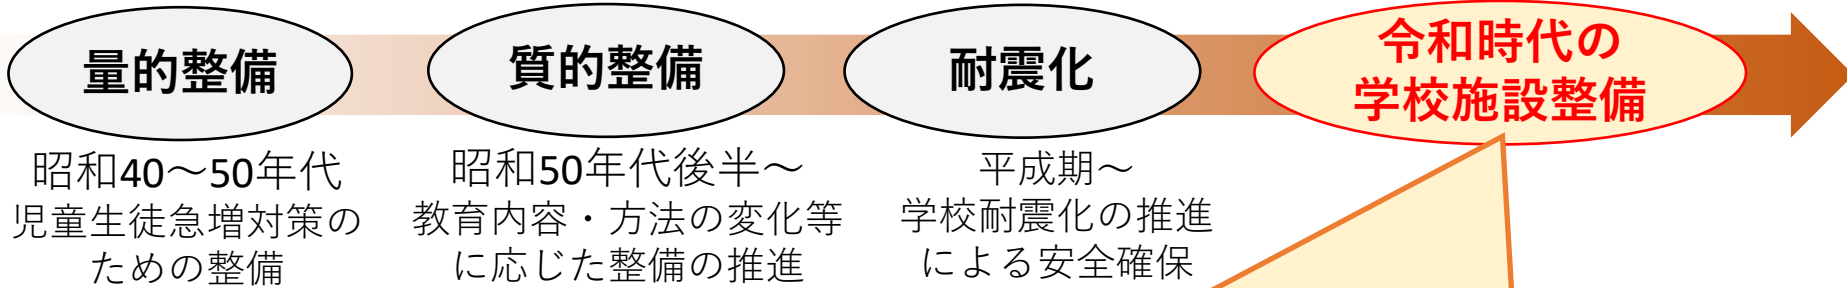 量的整備
昭和40～50年代
児童生徒急増対策の
ための整備
質的整備
昭和50年代後半～
教育内容・方法の変化等
に応じた整備の推進
耐震化
平成期～
学校耐震化の推進
による安全確保
令和時代の
学校施設整備